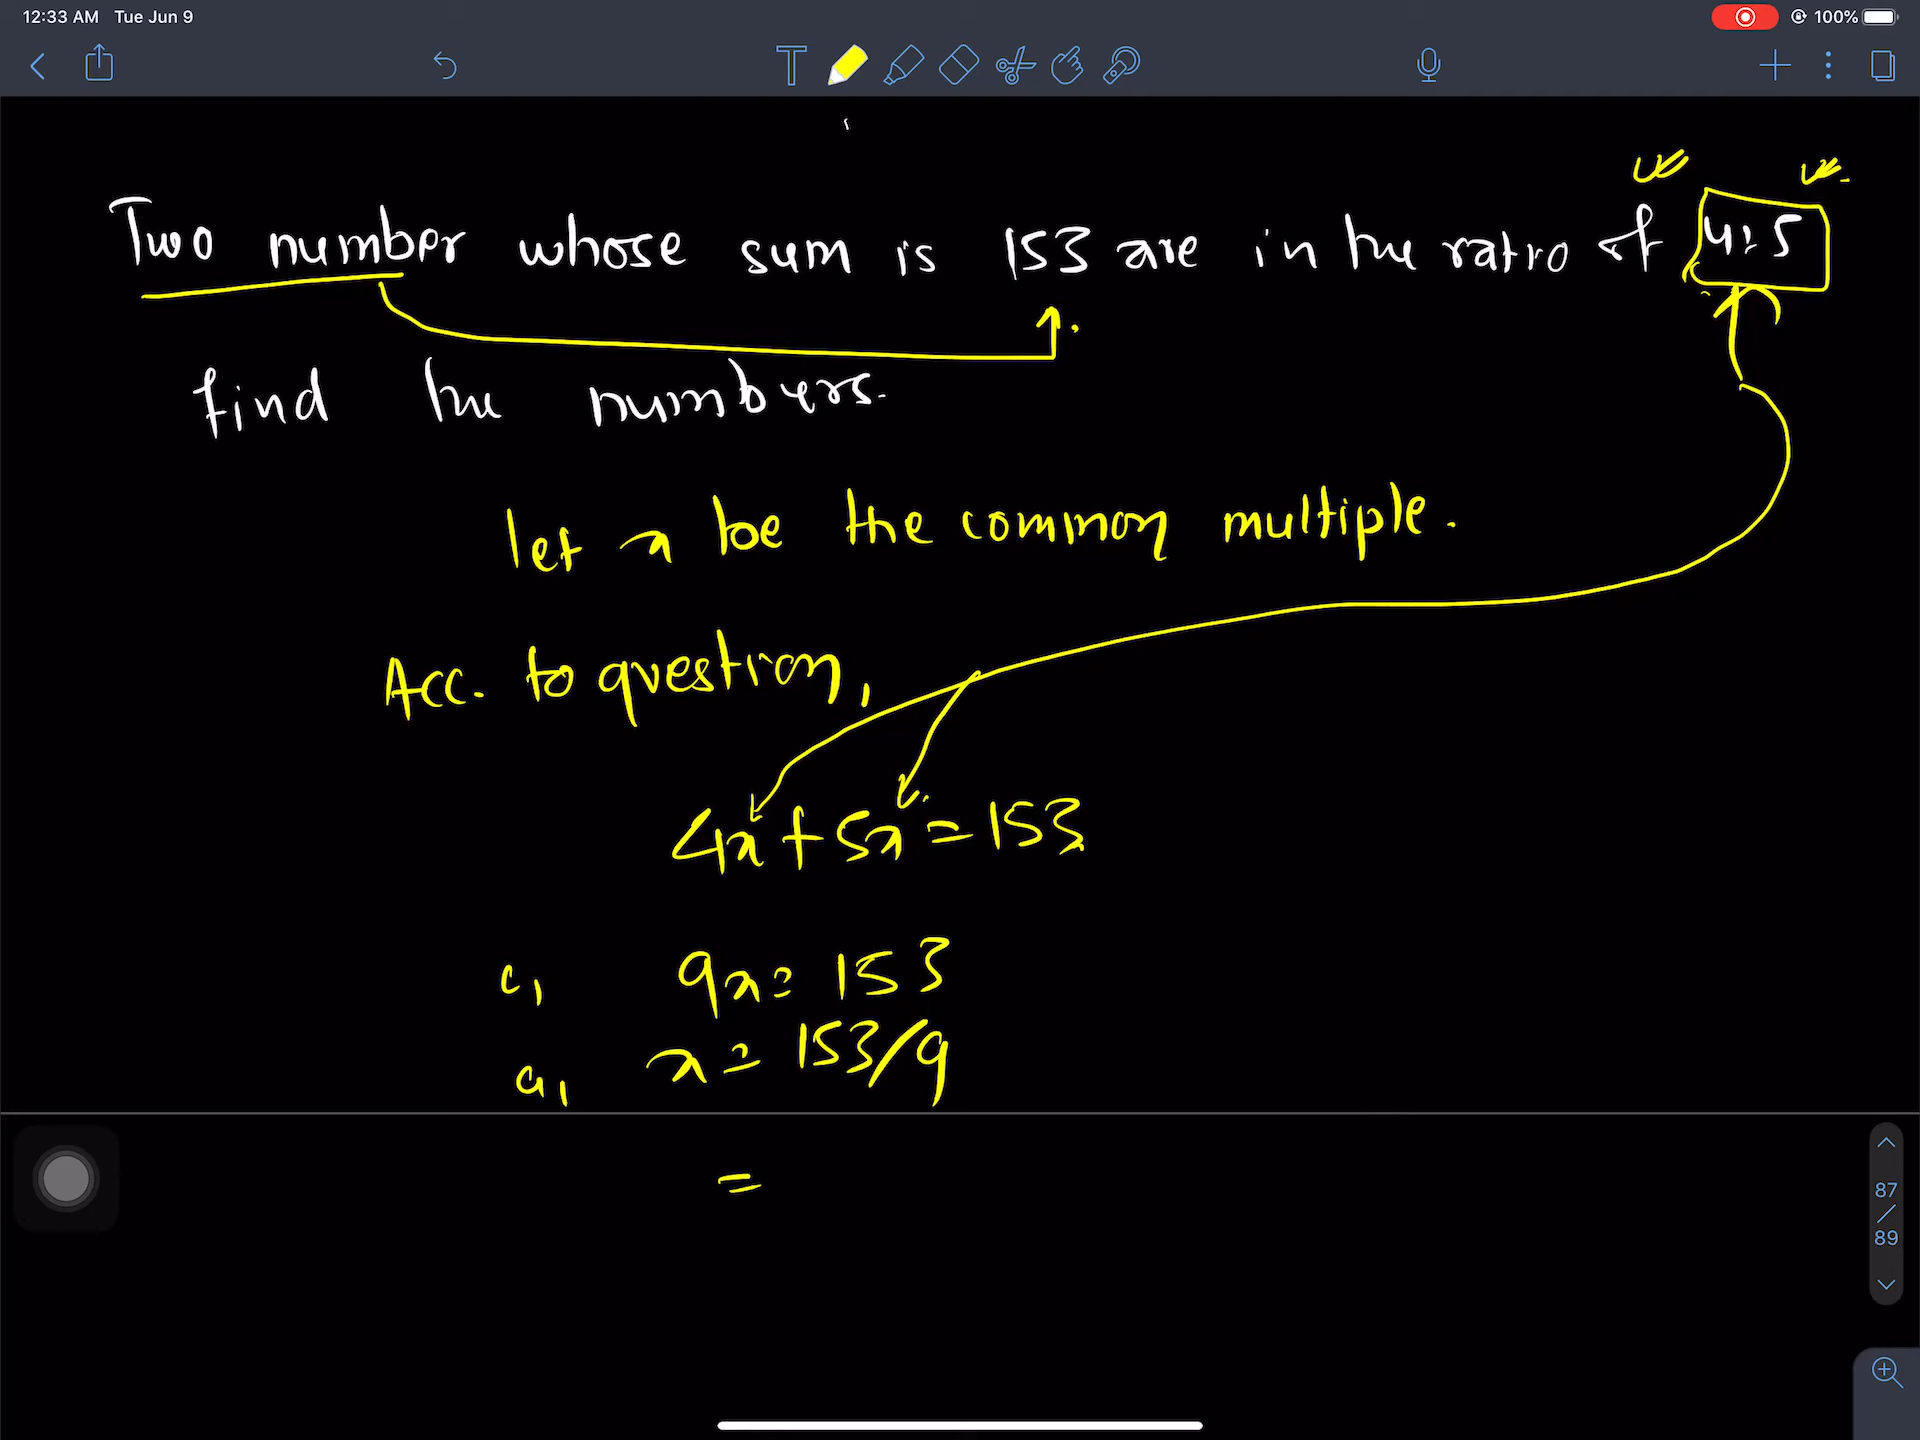 12:33 AM Tue Jun 9 100%
Two number whose sum is 153 are in the ratio of 4:5
find the numbers.
let x be the common multiple.
Acc. to question,
4x + 5x = 153
9x = 153
x = 153/9
=
87
/
89